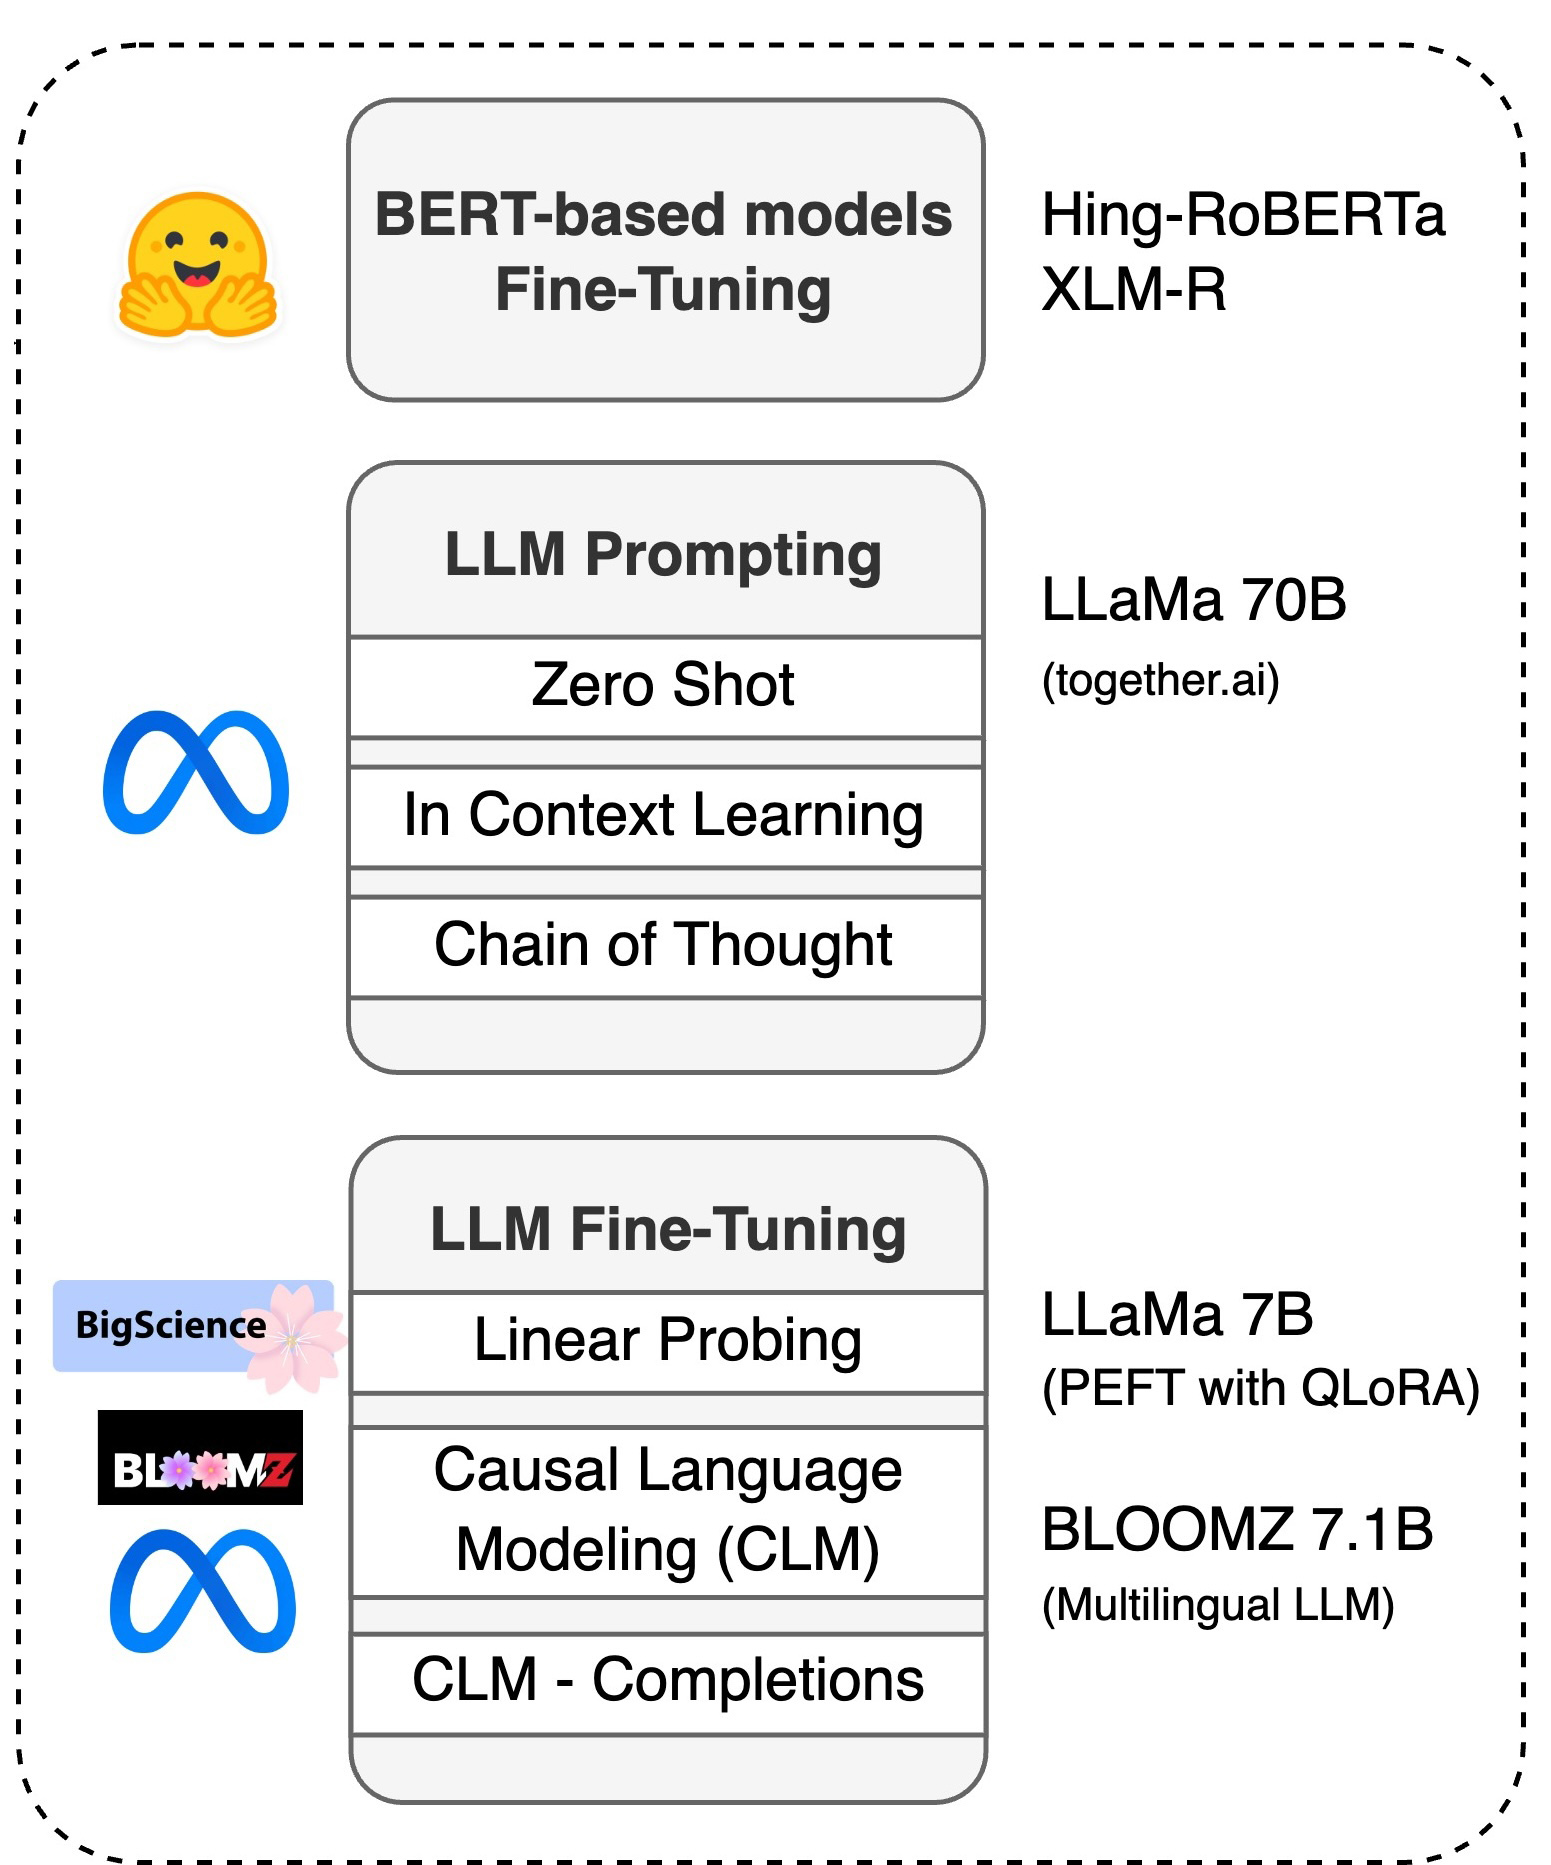 BERT-based models
Fine-Tuning
Hing-RoBERTa
XLM-R
LLM Prompting
Zero Shot
In Context Learning
Chain of Thought
LLaMa 70B
(together.ai)
LLM Fine-Tuning
BigScience
BLOOMZ
Linear Probing
Causal Language
Modeling (CLM)
CLM - Completions
LLaMa 7B
(PEFT with QLoRA)
BLOOMZ 7.1B
(Multilingual LLM)